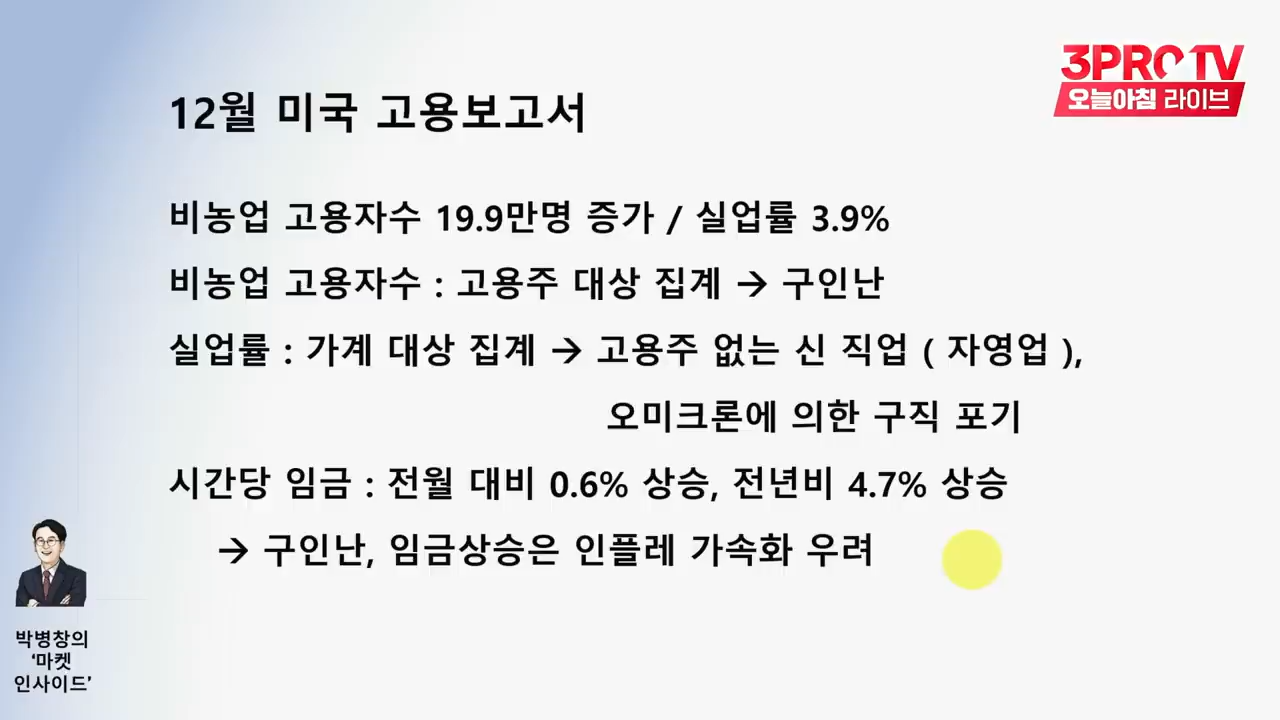 3PROTV
오늘아침 라이브
12월 미국 고용보고서
비농업 고용자수 19.9만명 증가 / 실업률 3.9%
비농업 고용자수 : 고용주 대상 집계 → 구인난
실업률 : 가계 대상 집계 → 고용주 없는 신 직업 ( 자영업 ),
오미크론에 의한 구직 포기
시간당 임금 : 전월 대비 0.6% 상승, 전년비 4.7% 상승
→ 구인난, 임금상승은 인플레 가속화 우려
박병창의
‘마켓
인사이드’